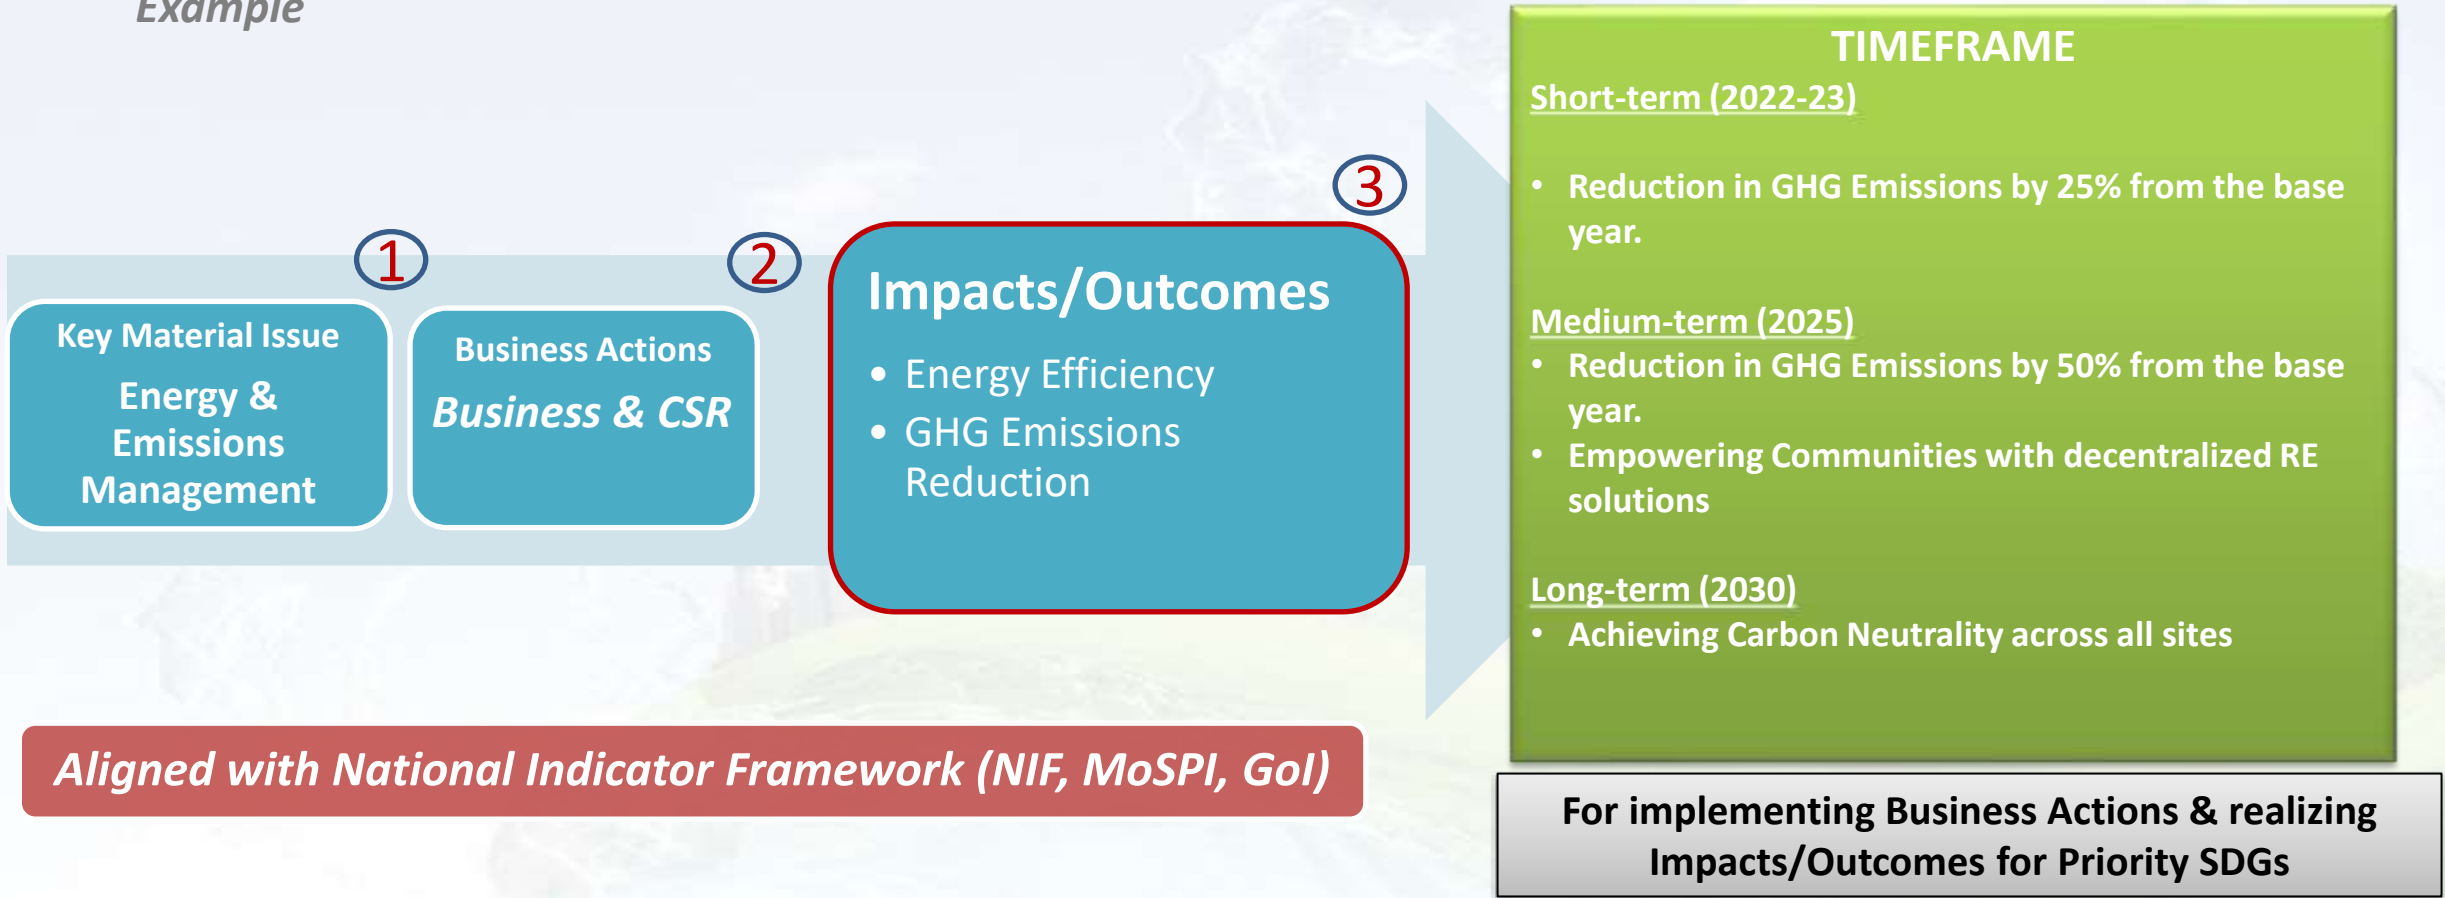 Example
1
Key Material Issue
Energy &
Emissions
Management
2
Business Actions
Business & CSR
3
Impacts/Outcomes
• Energy Efficiency
• GHG Emissions
Reduction
Aligned with National Indicator Framework (NIF, MoSPI, GoI)
TIMEFRAME
Short-term (2022-23)
• Reduction in GHG Emissions by 25% from the base
year.
Medium-term (2025)
• Reduction in GHG Emissions by 50% from the base
year.
• Empowering Communities with decentralized RE
solutions
Long-term (2030)
• Achieving Carbon Neutrality across all sites
For implementing Business Actions & realizing
Impacts/Outcomes for Priority SDGs